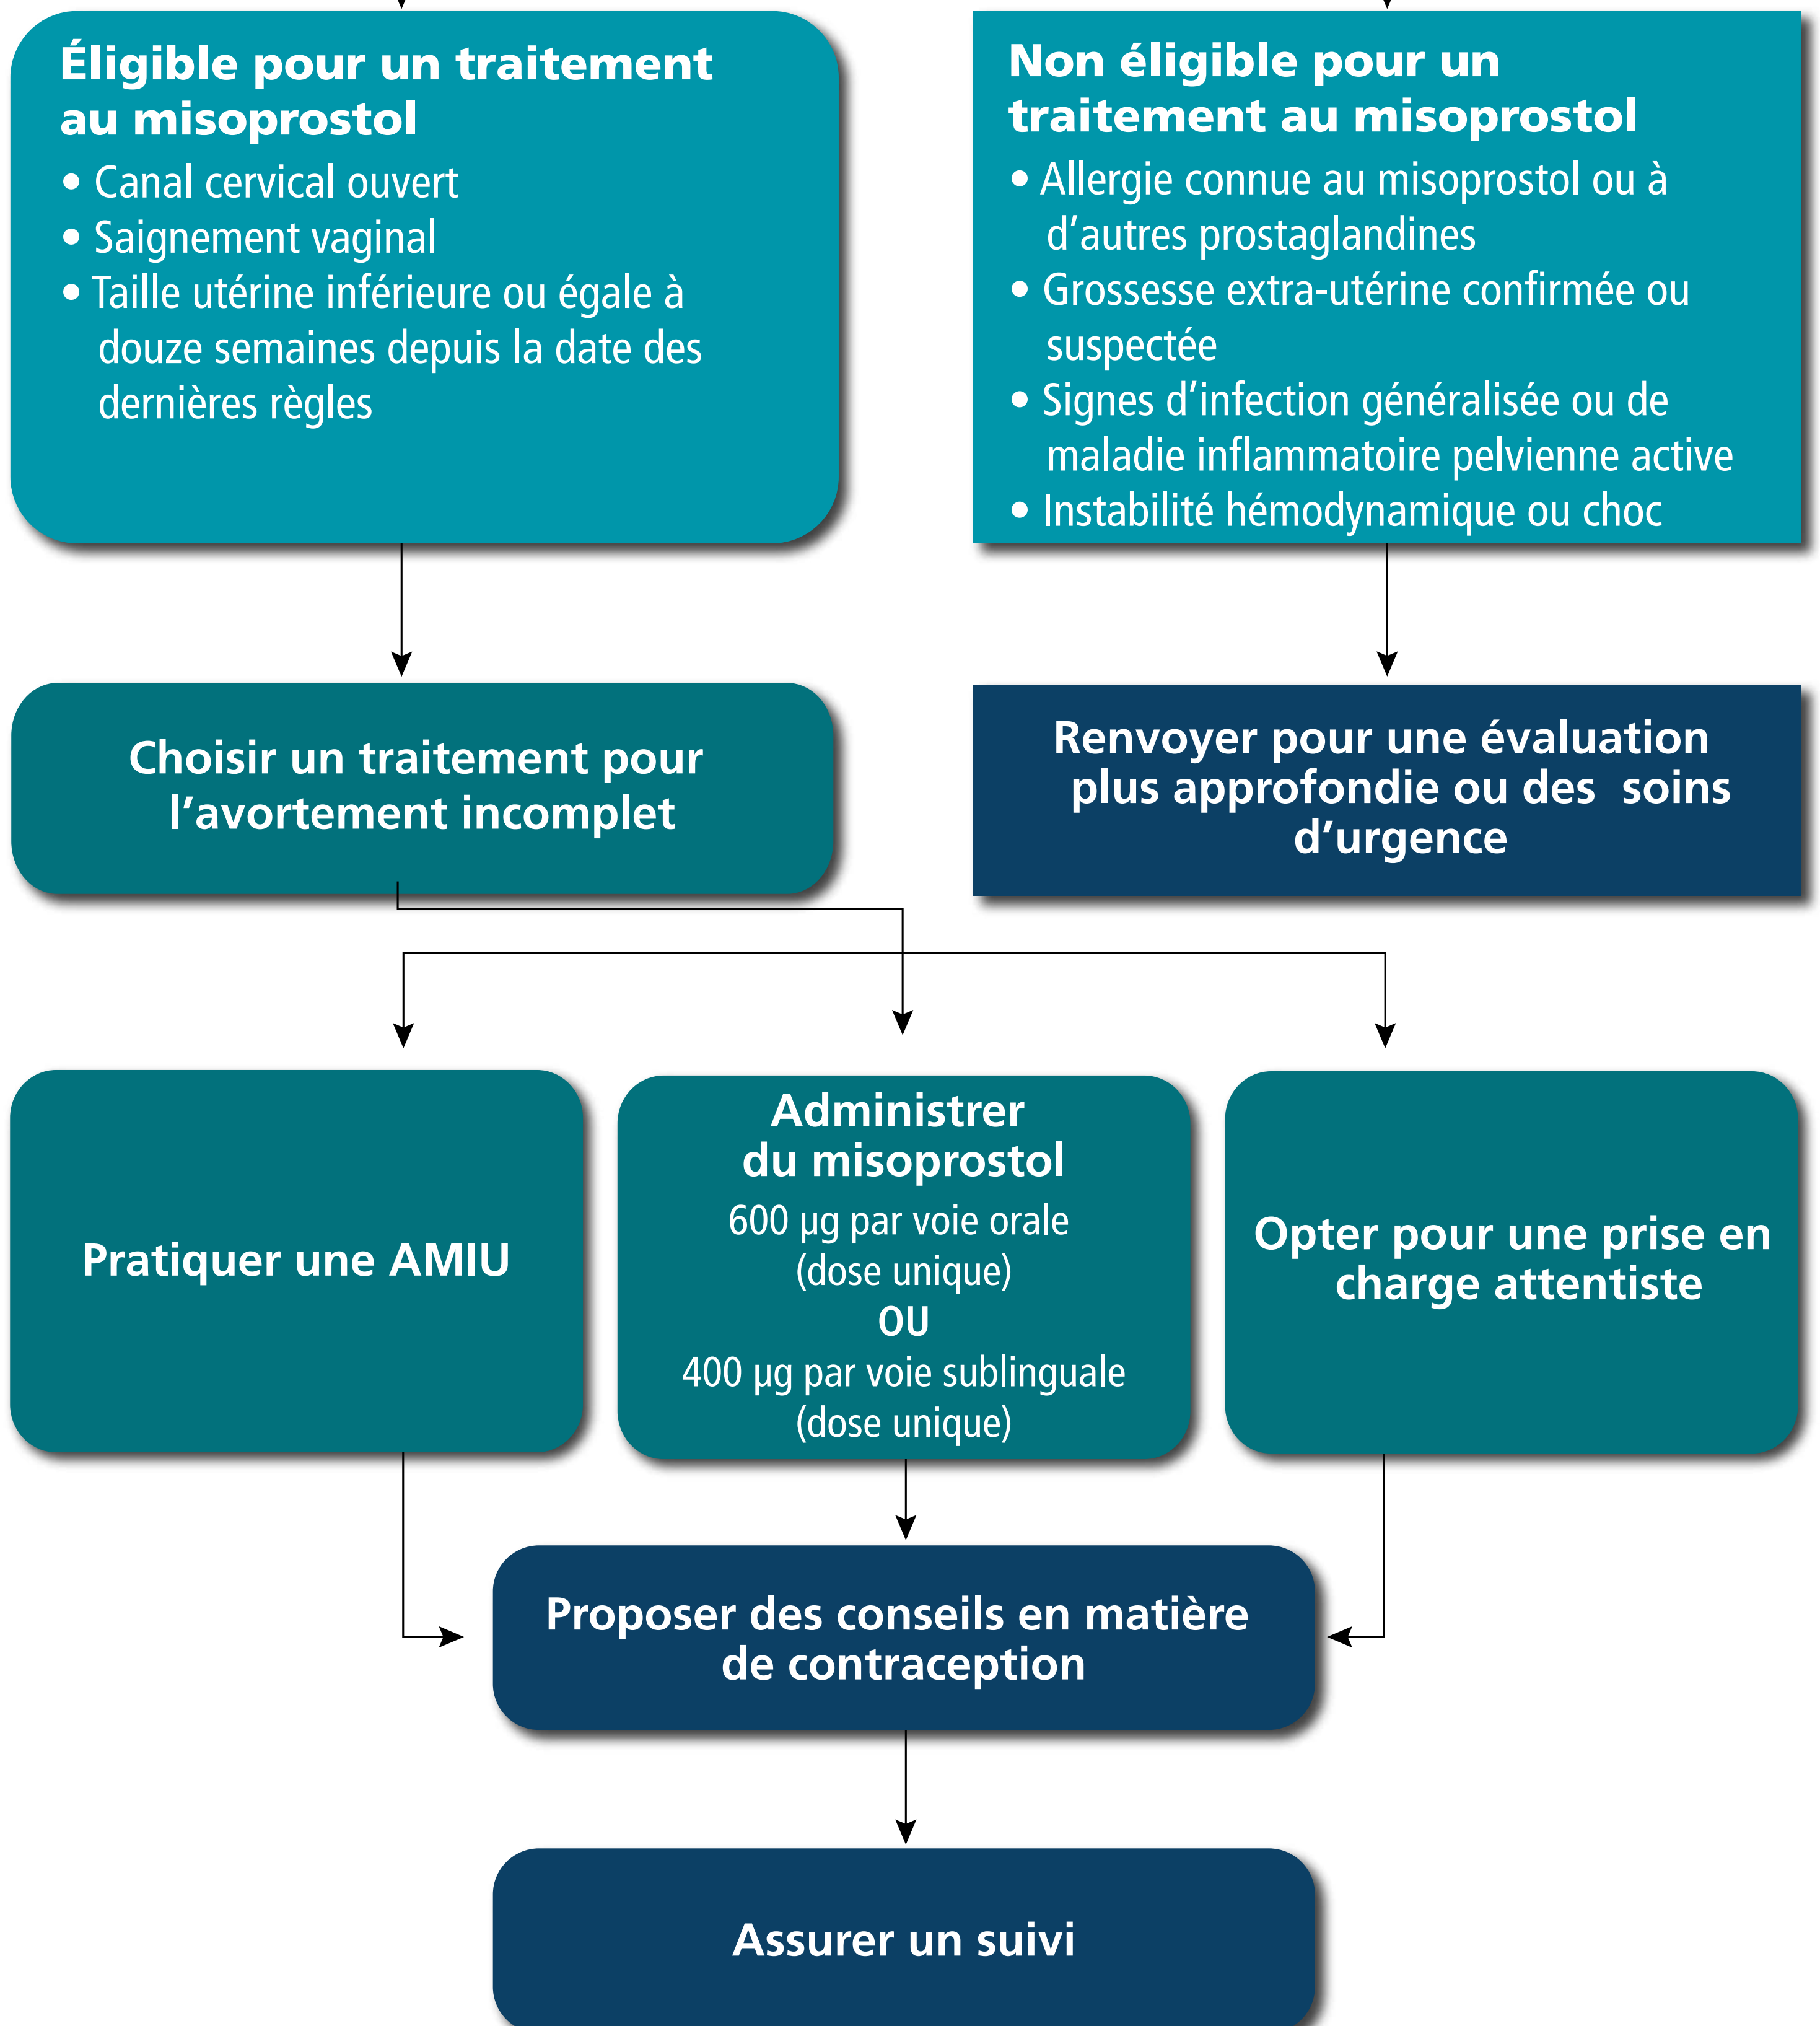 Éligible pour un traitement
au misoprostol
• Canal cervical ouvert
• Saignement vaginal
• Taille utérine inférieure ou égale à
douze semaines depuis la date des
dernières règles
Non éligible pour un
traitement au misoprostol
• Allergie connue au misoprostol ou à
d’autres prostaglandines
• Grossesse extra-utérine confirmée ou
suspectée
• Signes d’infection généralisée ou de
maladie inflammatoire pelvienne active
• Instabilité hémodynamique ou choc
Choisir un traitement pour
l’avortement incomplet
Renvoyer pour une évaluation
plus approfondie ou des soins
d’urgence
Pratiquer une AMIU
Administrer
du misoprostol
600 µg par voie orale
(dose unique)
OU
400 µg par voie sublinguale
(dose unique)
Opter pour une prise en
charge attentiste
Proposer des conseils en matière
de contraception
Assurer un suivi